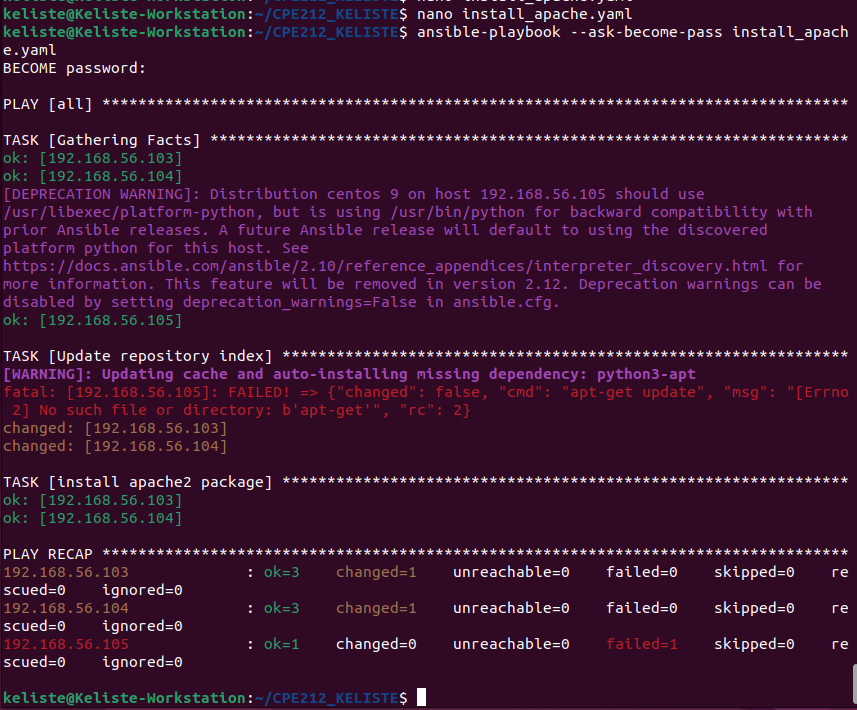 keliste@Keliste-Workstation:~/CPE212_KELISTE$ nano install_apache.yaml
keliste@Keliste-Workstation:~/CPE212_KELISTE$ nano install_apache.yaml
keliste@Keliste-Workstation:~/CPE212_KELISTE$ ansible-playbook --ask-become-pass install_apach
e.yaml
BECOME password:
PLAY [all] ***********************************************************************************
TASK [Gathering Facts] ***********************************************************************
ok: [192.168.56.103]
ok: [192.168.56.104]
[DEPRECATION WARNING]: Distribution centos 9 on host 192.168.56.105 should use
/usr/libexec/platform-python, but is using /usr/bin/python for backward compatibility with
prior Ansible releases. A future Ansible release will default to using the discovered
platform python for this host. See
https://docs.ansible.com/ansible/2.10/reference_appendices/interpreter_discovery.html for
more information. This feature will be removed in version 2.12. Deprecation warnings can be
disabled by setting deprecation_warnings=False in ansible.cfg.
ok: [192.168.56.105]
TASK [Update repository index] ***************************************************************
[WARNING]: Updating cache and auto-installing missing dependency: python3-apt
fatal: [192.168.56.105]: FAILED! => {"changed": false, "cmd": "apt-get update", "msg": "[Errno
 2] No such file or directory: b'apt-get'", "rc": 2}
changed: [192.168.56.103]
changed: [192.168.56.104]
TASK [install apache2 package] ***************************************************************
ok: [192.168.56.103]
ok: [192.168.56.104]
PLAY RECAP ***********************************************************************************
192.168.56.103 : ok=3 changed=1 unreachable=0 failed=0 skipped=0 re
scued=0 ignored=0
192.168.56.104 : ok=3 changed=1 unreachable=0 failed=0 skipped=0 re
scued=0 ignored=0
192.168.56.105 : ok=1 changed=0 unreachable=0 failed=1 skipped=0 re
scued=0 ignored=0
keliste@Keliste-Workstation:~/CPE212_KELISTE$